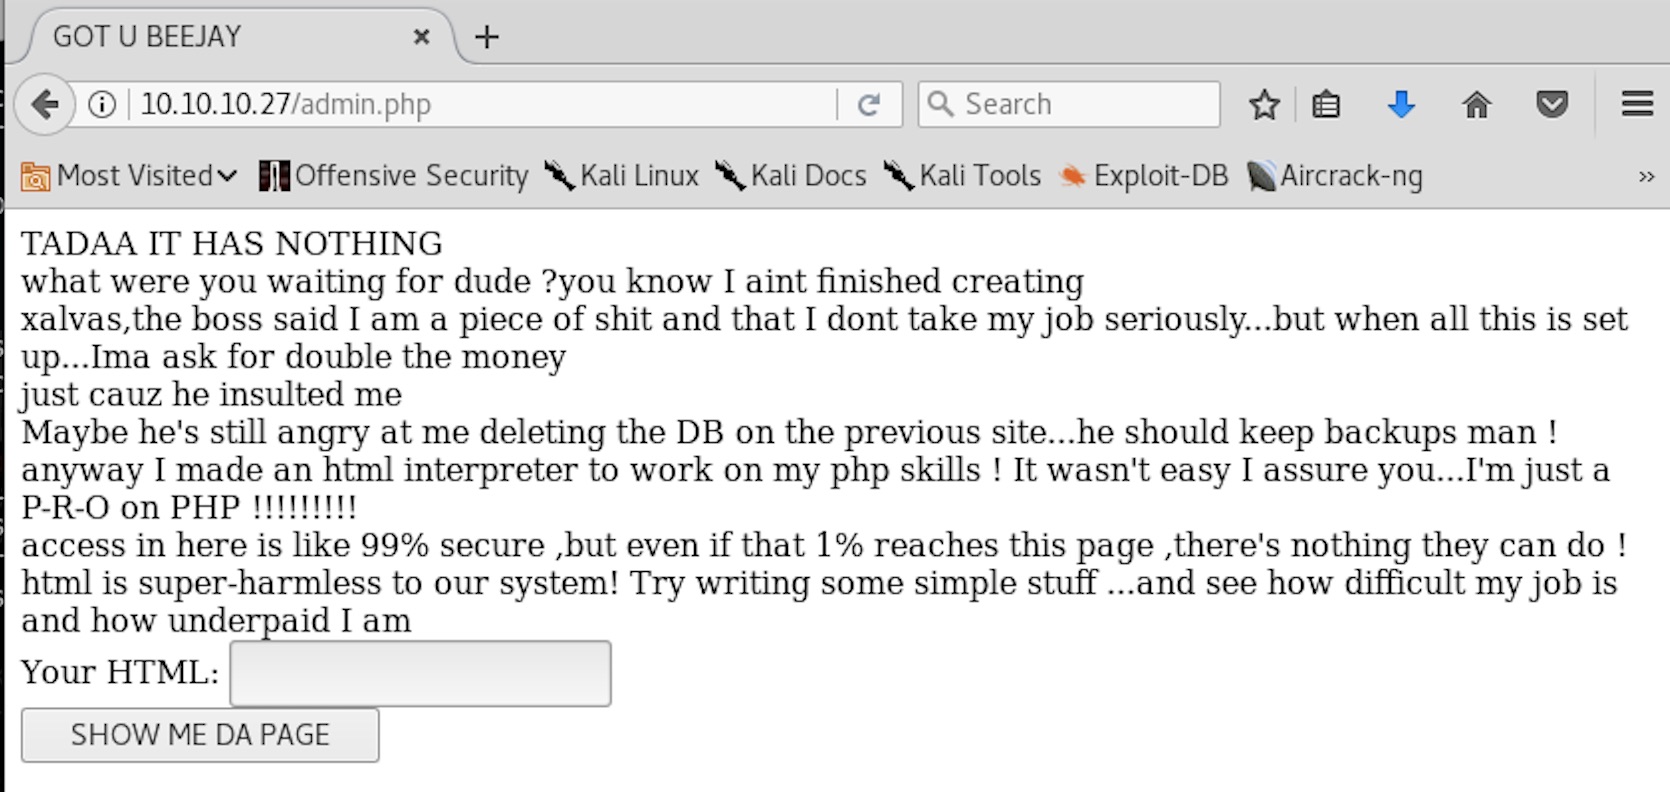 GOT U BEEJAY
10.10.10.27/admin.php
Search
Most Visited
Offensive Security
Kali Linux
Kali Docs
Kali Tools
Exploit-DB
Aircrack-ng
TADAA IT HAS NOTHING
what were you waiting for dude ?you know I aint finished creating
xalvas,the boss said I am a piece of shit and that I dont take my job seriously...but when all this is set
up...Ima ask for double the money
just cauz he insulted me
Maybe he's still angry at me deleting the DB on the previous site...he should keep backups man !
anyway I made an html interpreter to work on my php skills ! It wasn't easy I assure you...I'm just a
P-R-O on PHP !!!!!!!!!
access in here is like 99% secure ,but even if that 1% reaches this page ,there's nothing they can do !
html is super-harmless to our system! Try writing some simple stuff ...and see how difficult my job is
and how underpaid I am
Your HTML:
SHOW ME DA PAGE